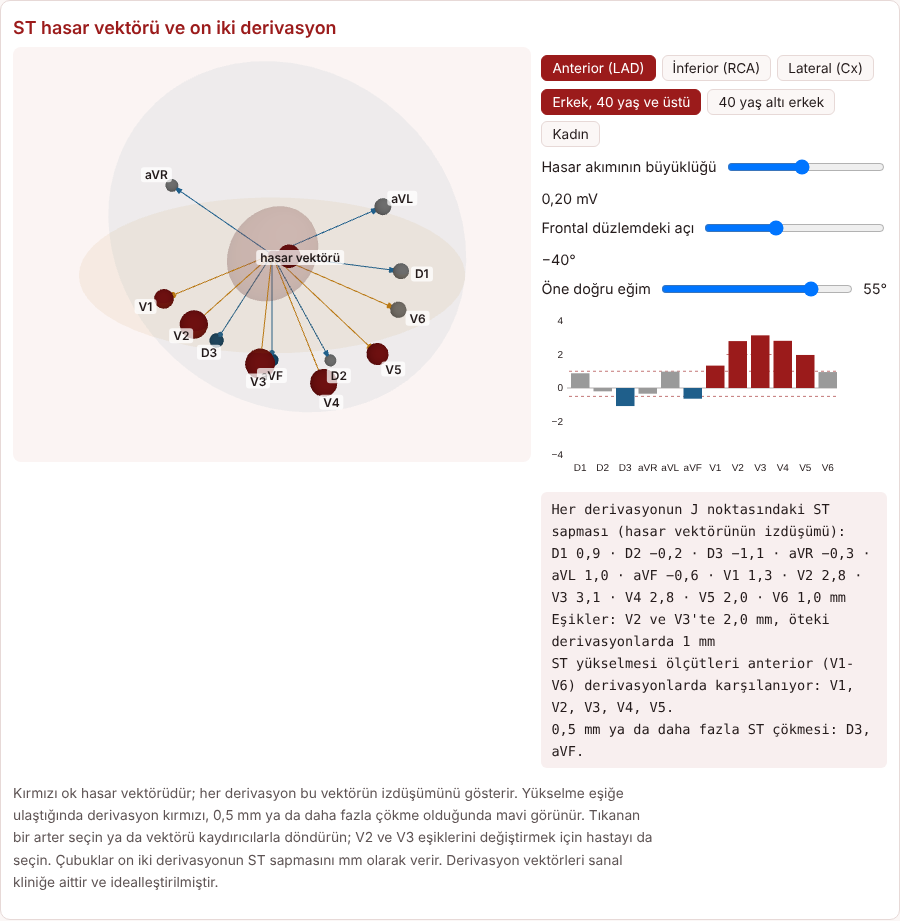 ST hasar vektörü ve on iki derivasyon
aVR
aVL
hasar vektörü
D1
V6
V1
V2
D3
V3
VF
D2
V5
V4
Anterior (LAD)
İnferior (RCA)
Lateral (Cx)
Erkek, 40 yaş ve üstü
40 yaş altı erkek
Kadın
Hasar akımının büyüklüğü
0,20 mV
Frontal düzlemdeki açı
−40°
Öne doğru eğim
55°
4
2
0
−2
−4
D1 D2 D3 aVR aVL aVF V1 V2 V3 V4 V5 V6
Her derivasyonun J noktasındaki ST
sapması (hasar vektörünün izdüşümü):
D1 0,9 · D2 −0,2 · D3 −1,1 · aVR −0,3 ·
aVL 1,0 · aVF −0,6 · V1 1,3 · V2 2,8 ·
V3 3,1 · V4 2,8 · V5 2,0 · V6 1,0 mm
Eşikler: V2 ve V3'te 2,0 mm, öteki
derivasyonlarda 1 mm
ST yükselmesi ölçütleri anterior (V1-
V6) derivasyonlarda karşılanıyor: V1,
V2, V3, V4, V5.
0,5 mm ya da daha fazla ST çökmesi: D3,
aVF.
Kırmızı ok hasar vektörüdür; her derivasyon bu vektörün izdüşümünü gösterir. Yükselme eşiğe
ulaştığında derivasyon kırmızı, 0,5 mm ya da daha fazla çökme olduğunda mavi görünür. Tıkanan
bir arter seçin ya da vektörü kaydırıcılarla döndürün; V2 ve V3 eşiklerini değiştirmek için hastayı da
seçin. Çubuklar on iki derivasyonun ST sapmasını mm olarak verir. Derivasyon vektörleri sanal
kliniğe aittir ve idealleştirilmiştir.